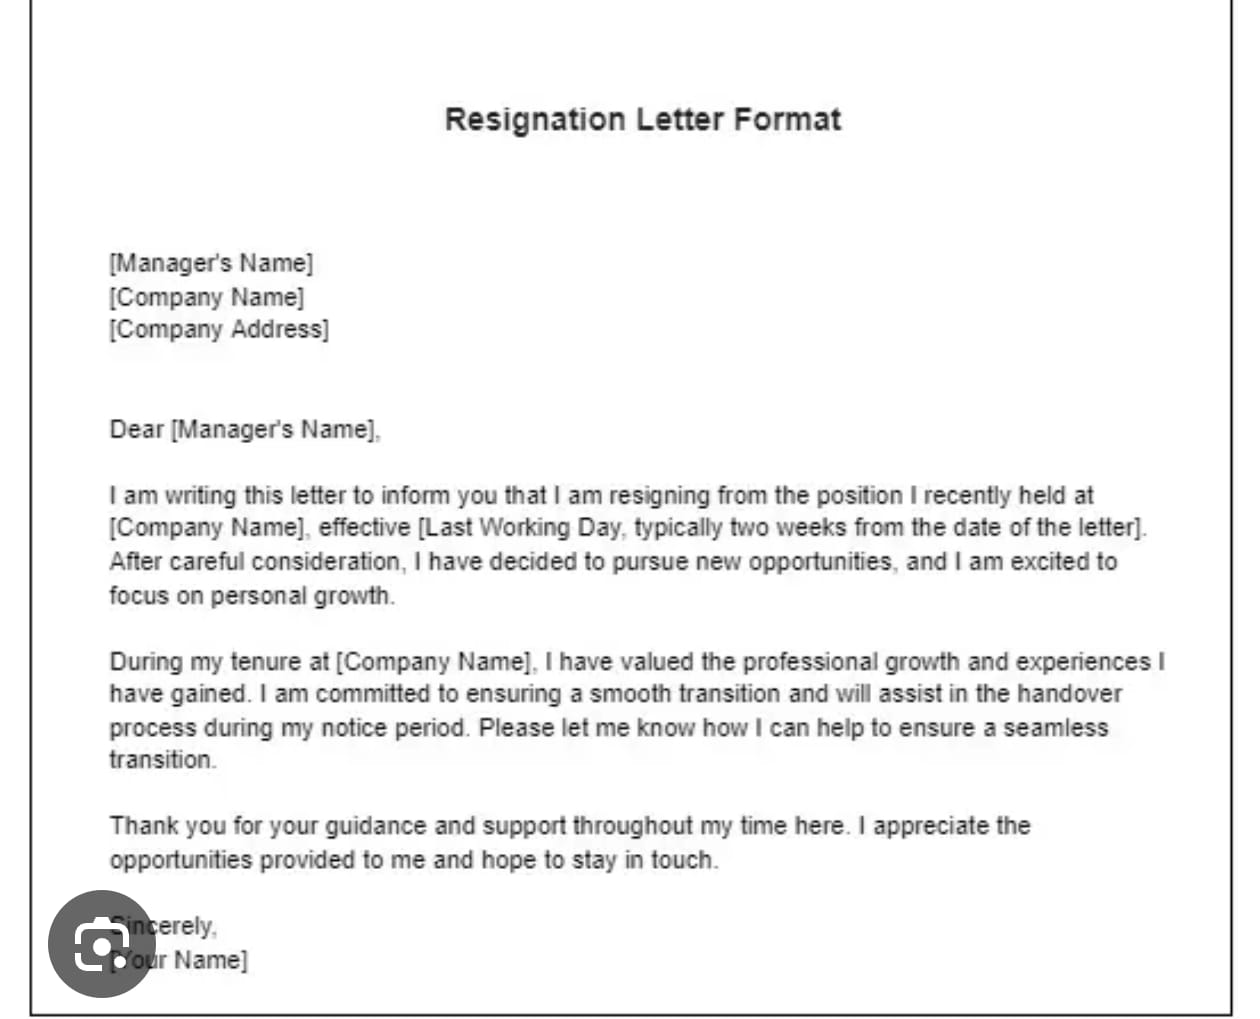 Resignation Letter Format
[Manager's Name]
[Company Name]
[Company Address]
Dear [Manager's Name],
I am writing this letter to inform you that I am resigning from the position I recently held at
[Company Name], effective [Last Working Day, typically two weeks from the date of the letter].
After careful consideration, I have decided to pursue new opportunities, and I am excited to
focus on personal growth.
During my tenure at [Company Name], I have valued the professional growth and experiences I
have gained. I am committed to ensuring a smooth transition and will assist in the handover
process during my notice period. Please let me know how I can help to ensure a seamless
transition.
Thank you for your guidance and support throughout my time here. I appreciate the
opportunities provided to me and hope to stay in touch.
Sincerely,
[Your Name]